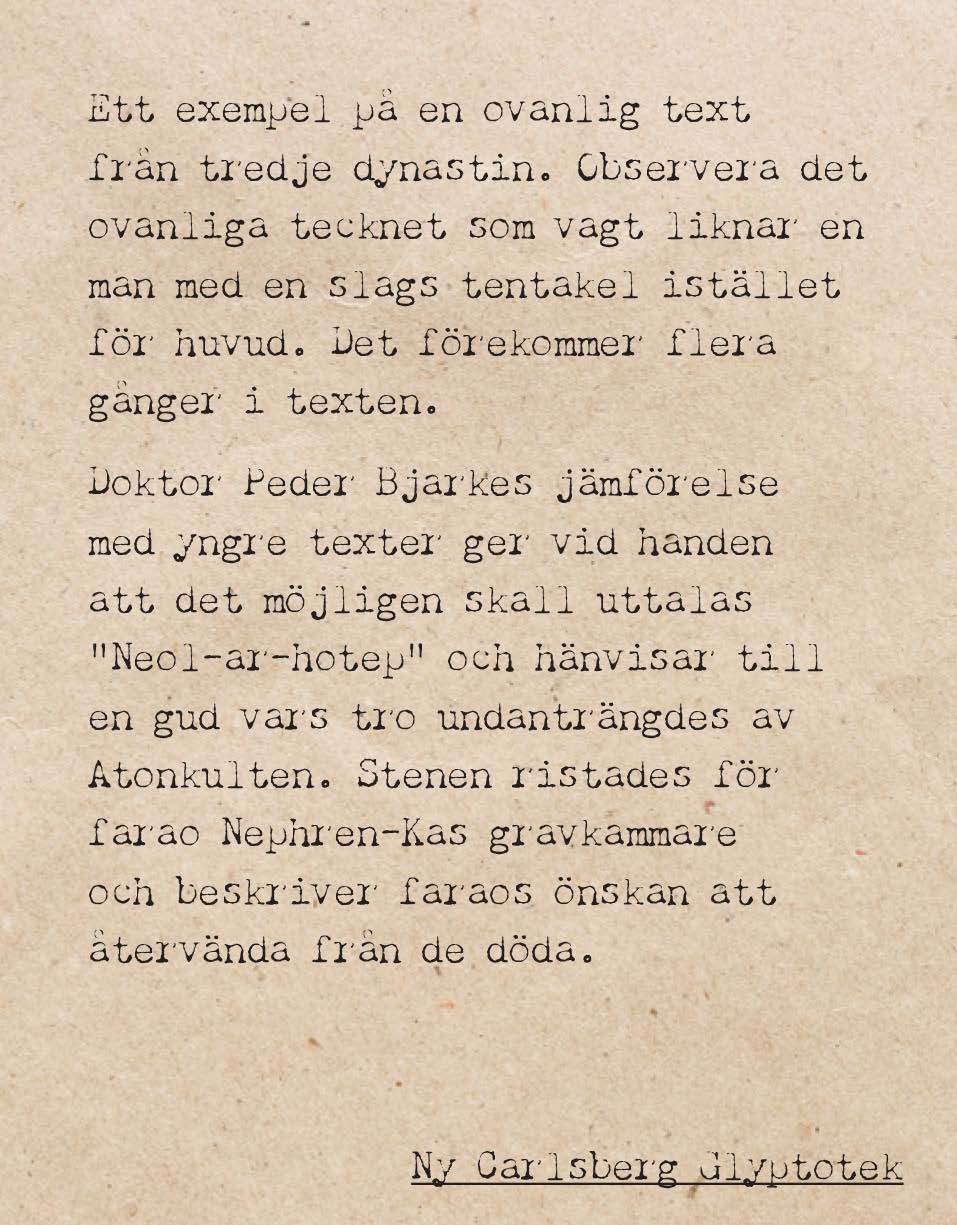 Ett exempel på en ovanlig text
från tredje dynastin. Observera det
ovanliga tecknet som vagt liknar en
man med en slags tentakel istället
för huvud. Det förekommer flera
gånger i texten.
Doktor Peder Bjarkes jämförelse
med yngre texter ger vid handen
att det möjligen skall uttalas
"Neol-ar-hotep" och hänvisar till
en gud vars tro undanträngdes av
Atonkulten. Stenen ristades för
farao Nephren-Kas gravkammare
och beskriver faraos önskan att
återvända från de döda.
Ny Carlsberg Glyptotek